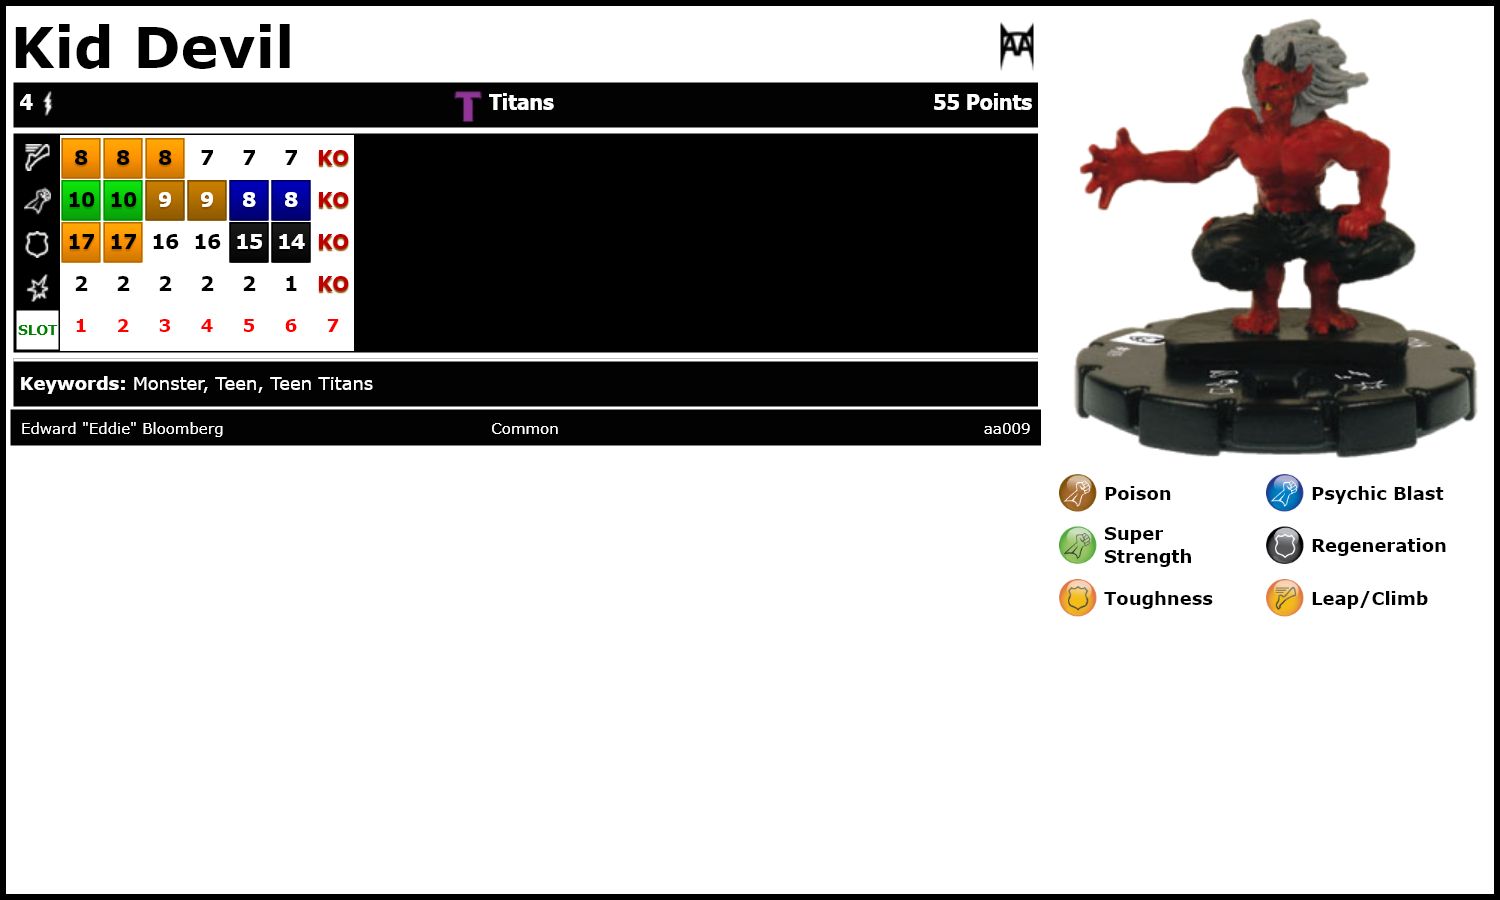 Kid Devil
4 Titans 55 Points
8 8 8 7 7 7 KO
10 10 9 9 8 8 KO
17 17 16 16 15 14 KO
2 2 2 2 2 1 KO
SLOT 1 2 3 4 5 6 7
Keywords: Monster, Teen, Teen Titans
Edward "Eddie" Bloomberg Common aa009
Poison Psychic Blast
Super
Strength
Regeneration
Toughness Leap/Climb